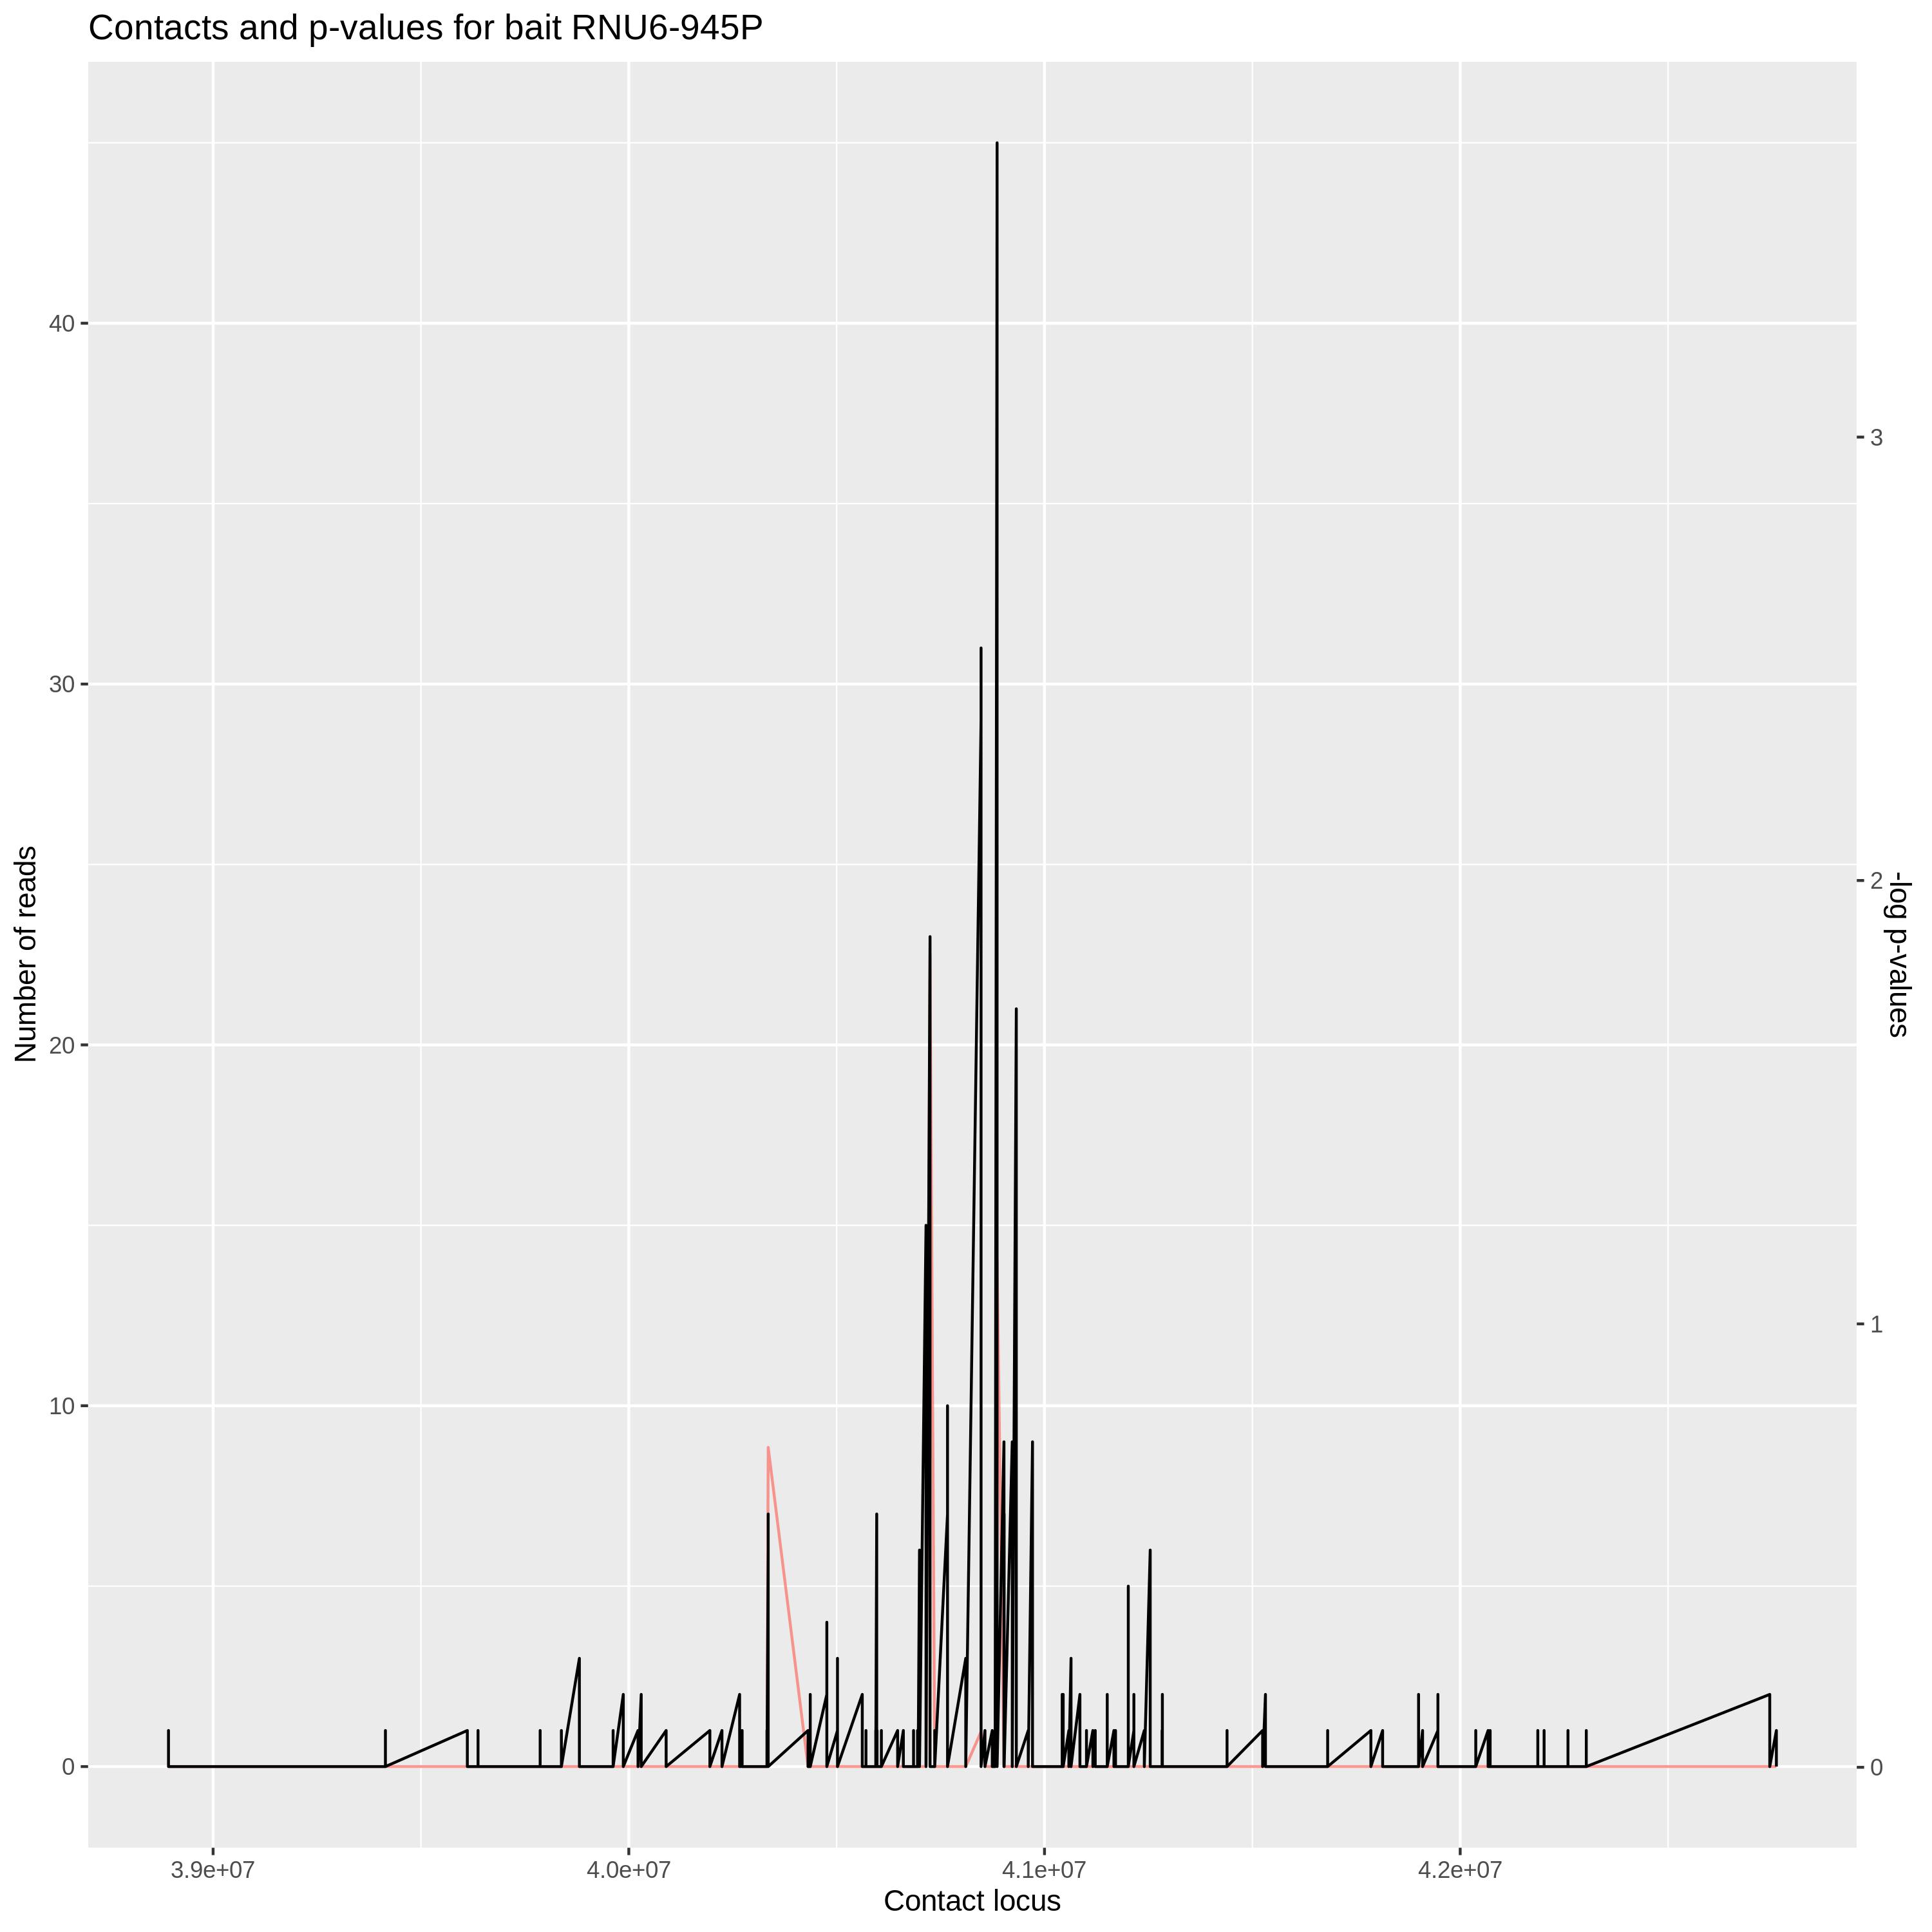 Contacts and p-values for bait RNU6-945P
40
30
20
10
0
Number of reads
3
2
1
0
-log p-values
3.9e+07
4.0e+07
4.1e+07
4.2e+07
Contact locus